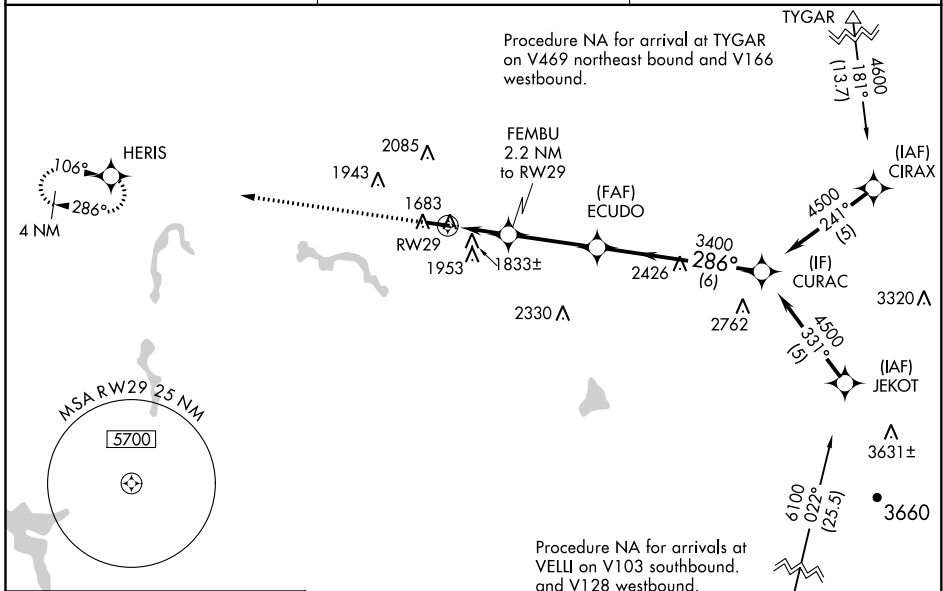 TYGAR
Procedure NA for arrival at TYGAR
on V469 northeast bound and V166
westbound.
4600
181°
(13.7)
HERIS
106°
286°
4 NM
2085
1943
1683
RW29
1953
1833±
FEMBU
2.2 NM
to RW29
(FAF)
ECUDO
(IAF)
CIRAX
4500
241°
(5)
3400
286°
(6)
2426
(IF)
CURAC
2330
2762
3320
4500
331°
(5)
(IAF)
JEKOT
MSA RW29 25 NM
5700
3631±
3660
6100
022°
(25.5)
Procedure NA for arrivals at
VELLI on V103 southbound.
and V128 westbound.